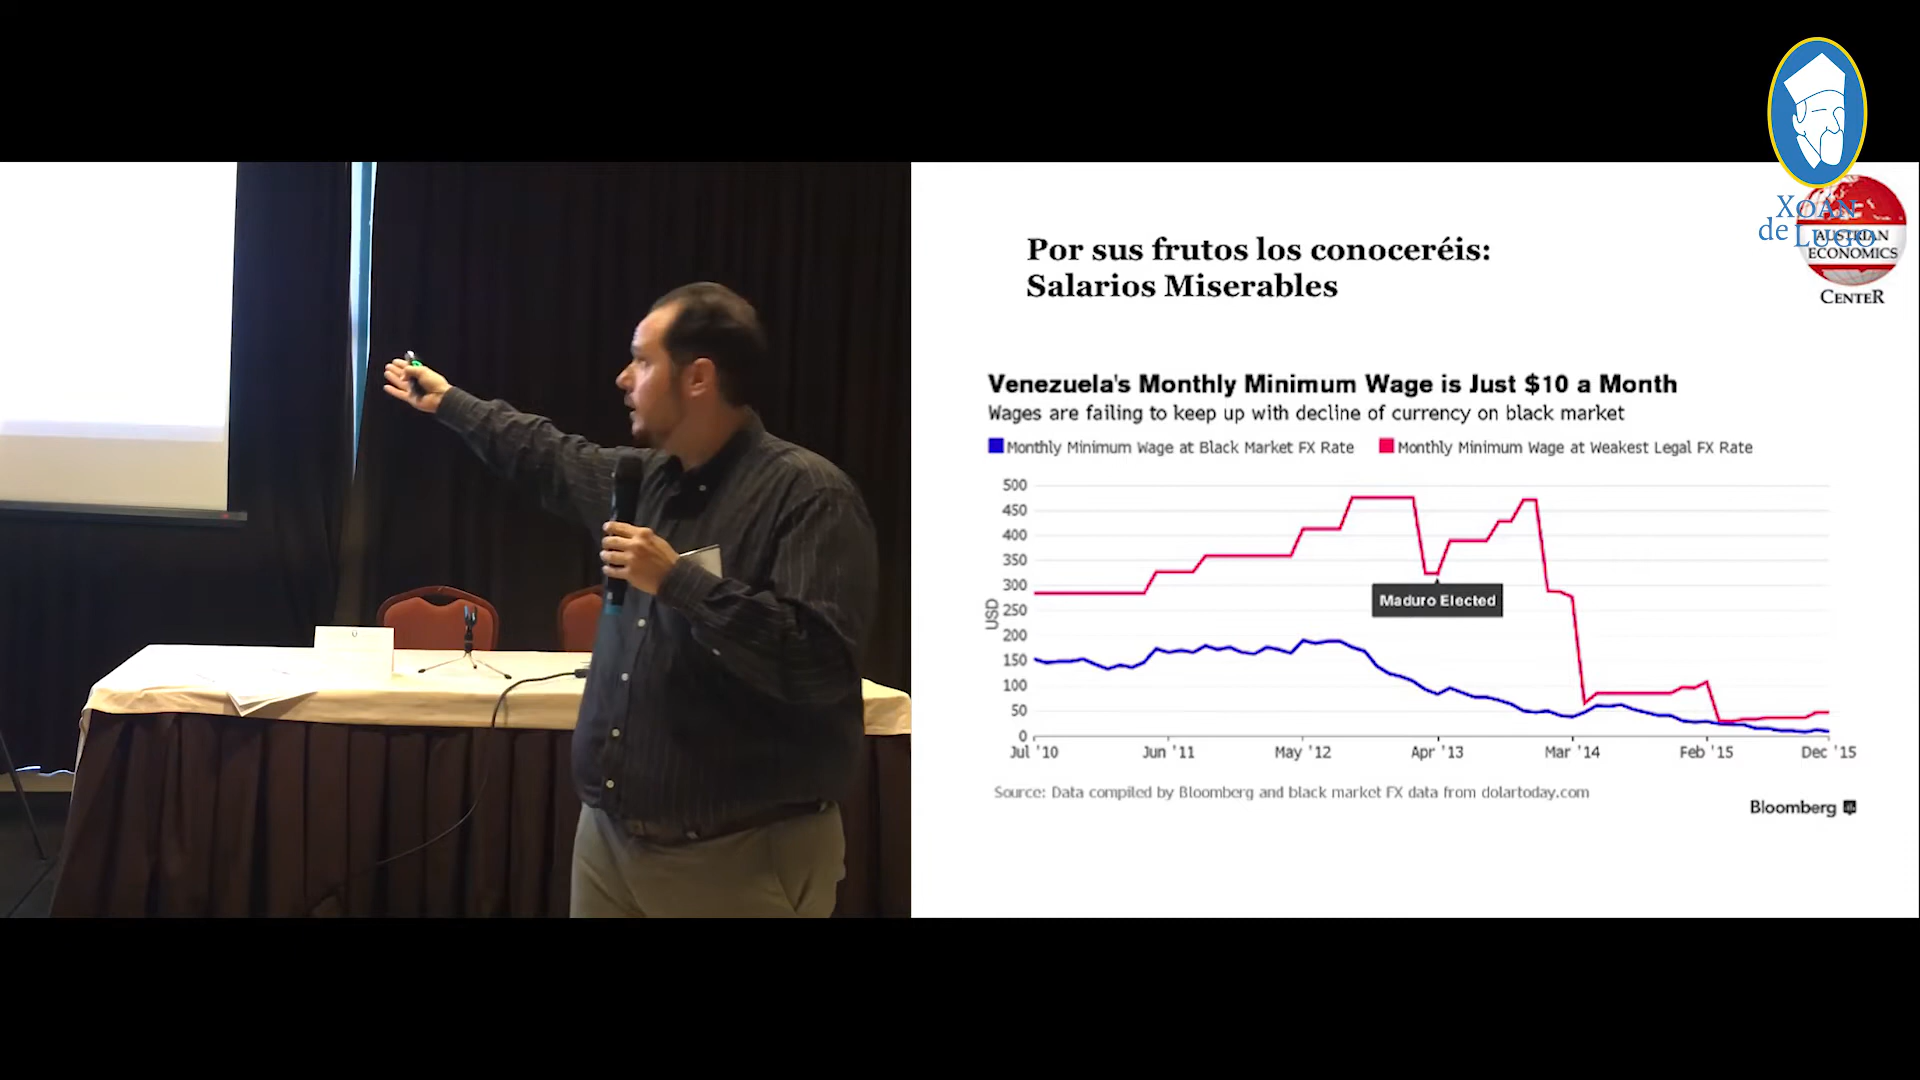 XOÁN
de LUGO
AUSTRIAN
ECONOMICS
CENTER
Por sus frutos los conoceréis:
Salarios Miserables
Venezuela's Monthly Minimum Wage is Just $10 a Month
Wages are failing to keep up with decline of currency on black market
Monthly Minimum Wage at Black Market FX Rate Monthly Minimum Wage at Weakest Legal FX Rate
500
450
400
350
300
250
200
150
100
50
0
USD
Maduro Elected
Jul '10 Jun '11 May '12 Apr '13 Mar '14 Feb '15 Dec '15
Source: Data compiled by Bloomberg and black market FX data from dolartoday.com
Bloomberg